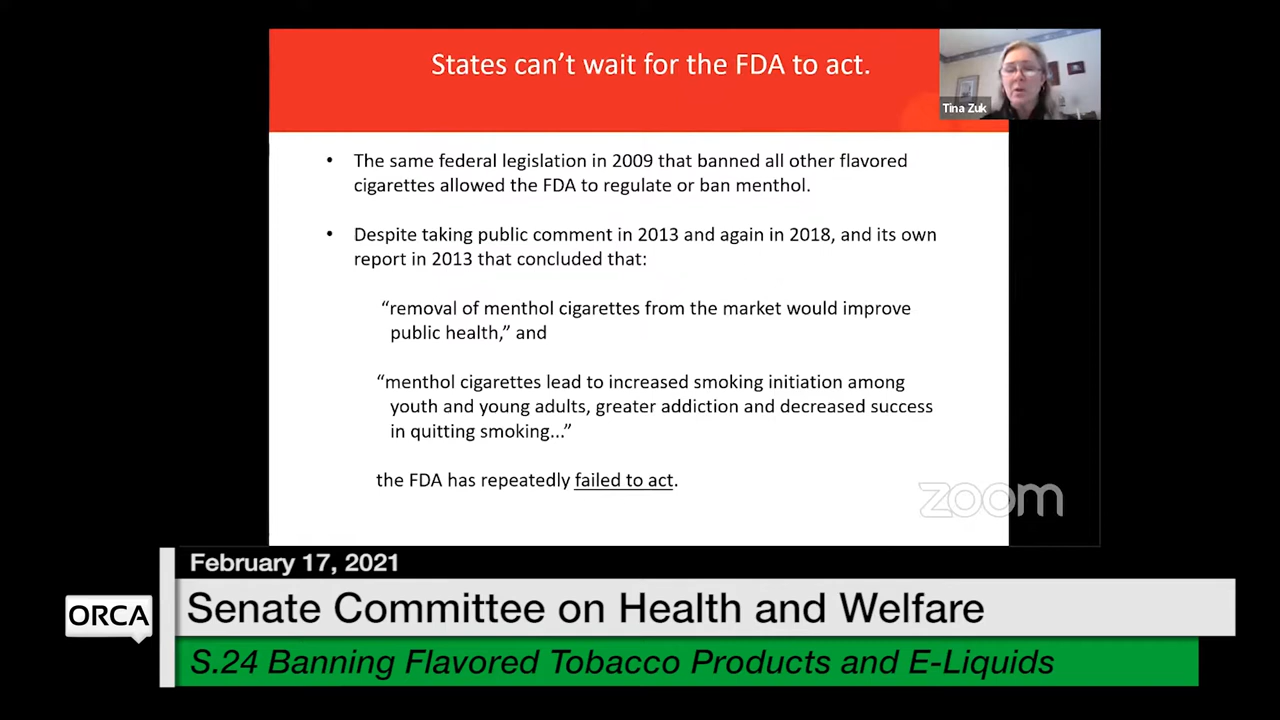 States can't wait for the FDA to act.
Tina Zuk
• The same federal legislation in 2009 that banned all other flavored
cigarettes allowed the FDA to regulate or ban menthol.
• Despite taking public comment in 2013 and again in 2018, and its own
report in 2013 that concluded that:
“removal of menthol cigarettes from the market would improve
public health,” and
“menthol cigarettes lead to increased smoking initiation among
youth and young adults, greater addiction and decreased success
in quitting smoking...”
the FDA has repeatedly failed to act.
zoom
February 17, 2021
ORCA
Senate Committee on Health and Welfare
S.24 Banning Flavored Tobacco Products and E-Liquids